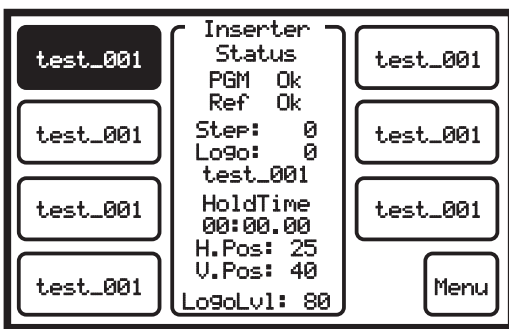 test_001
test_001
test_001
test_001
Inserter
Status
PGM Ok
Ref Ok
Step: 0
Logo: 0
test_001
HoldTime
00:00.00
H.Pos: 25
V.Pos: 40
LogoLvl: 80
test_001
test_001
test_001
Menu